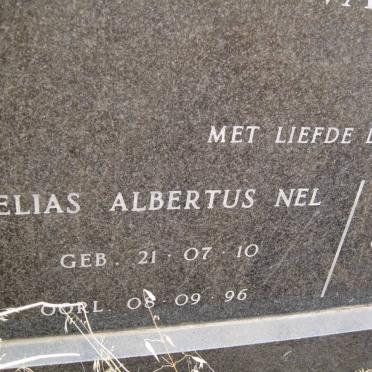 MET LIEFDE
ELIAS ALBERTUS NEL
GEB. 21·07·10
OORL. 08·09·96